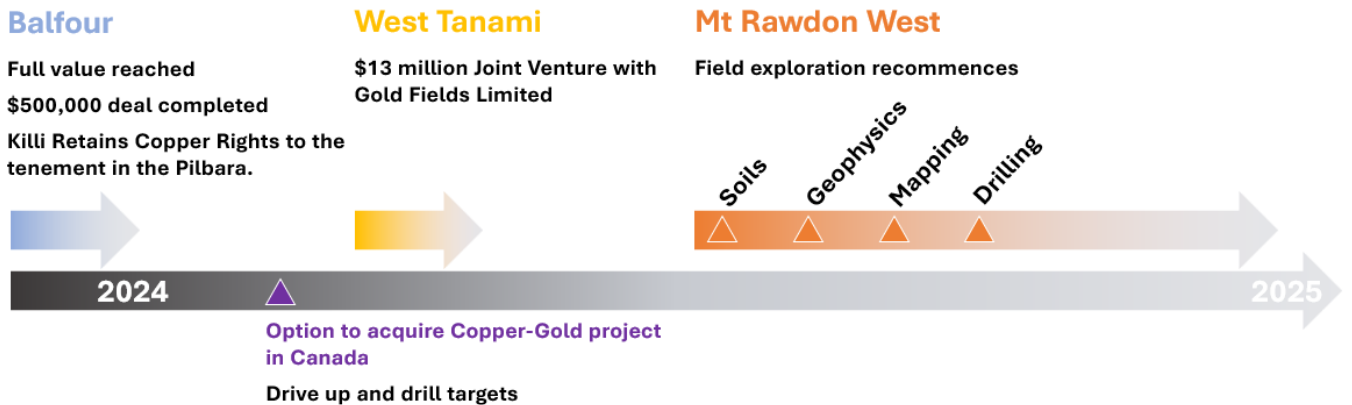 Balfour
Full value reached
$500,000 deal completed
Killi Retains Copper Rights to the
tenement in the Pilbara.
West Tanami
$13 million Joint Venture with
Gold Fields Limited
Mt Rawdon West
Field exploration recommences
Soils
Geophysics
Mapping
Drilling
2024
2025
Option to acquire Copper-Gold project
in Canada
Drive up and drill targets